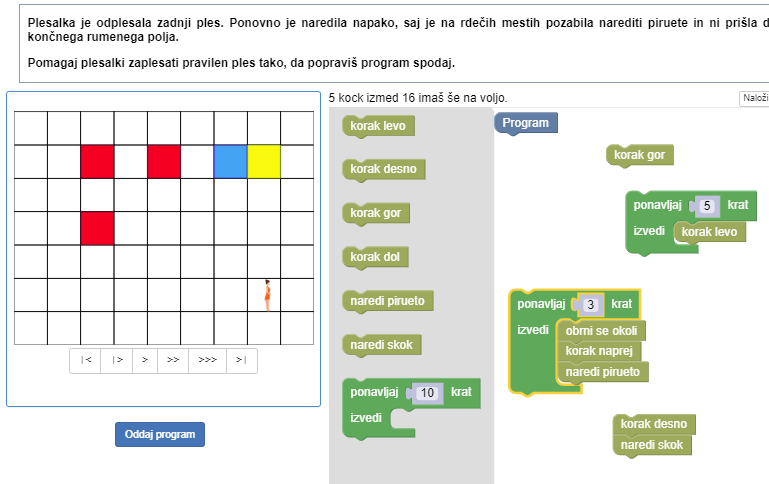 Plesalka je odplesala zadnji ples. Ponovno je naredila napako, saj je na rdečih mestih pozabila narediti piruete in ni prišla d
končnega rumenega polja.
Pomagaj plesalki zaplesati pravilen ples tako, da popraviš program spodaj.
5 kock izmed 16 imaš še na voljo.
Naloži
korak levo
korak desno
korak gor
korak dol
naredi pirueto
naredi skok
ponavljaj 10 krat
izvedi
Program
korak gor
ponavljaj 5 krat
izvedi korak levo
ponavljaj 3 krat
izvedi obrni se okoli
korak naprej
naredi pirueto
korak desno
naredi skok
|< |> > >> >>> >|
Oddaj program